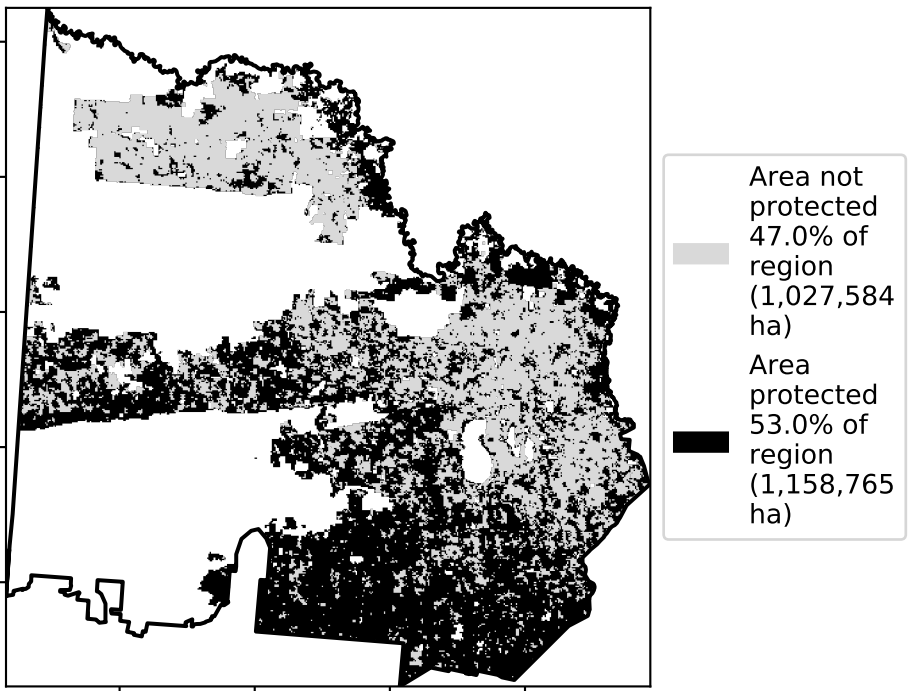 Area not
protected
47.0% of
region
(1,027,584
ha)
Area
protected
53.0% of
region
(1,158,765
ha)